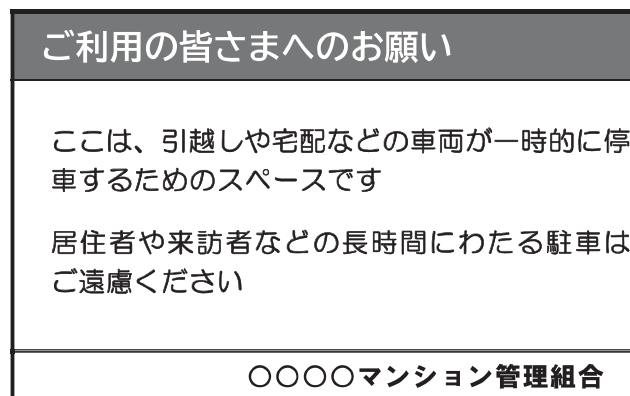 ご利用の皆さまへのお願い
ここは、引越しや宅配などの車両が一時的に停
車するためのスペースです
居住者や来訪者などの長時間にわたる駐車は
ご遠慮ください
〇〇〇〇マンション管理組合